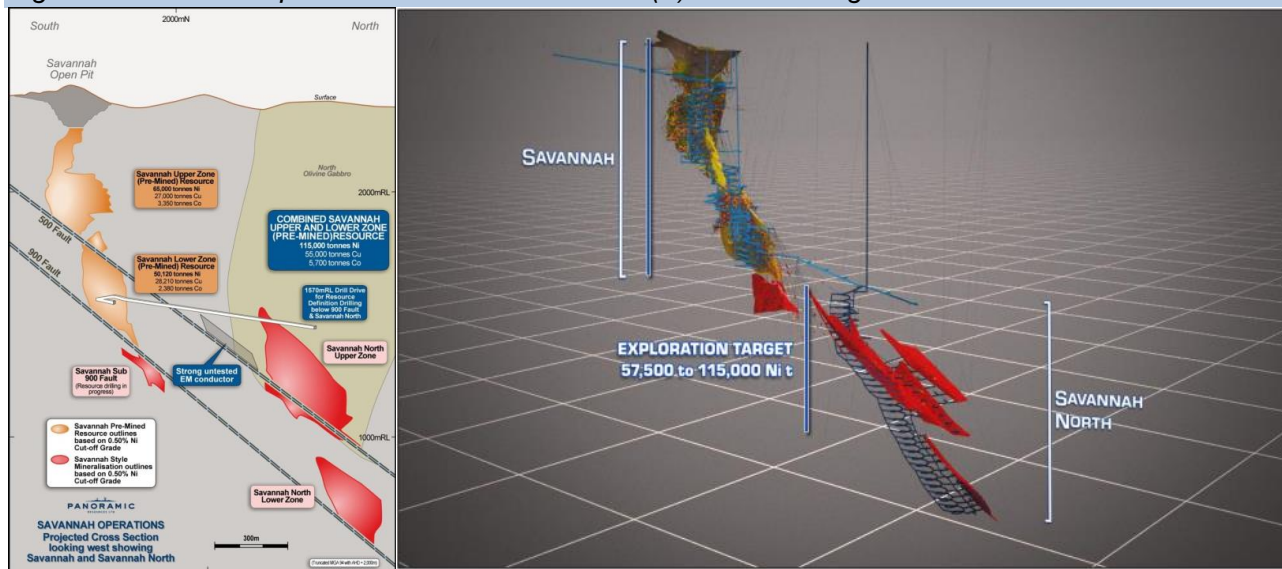 2000mN
South
North
Savannah
Open Pit
Surface
North
Olivine Gabbro
Savannah Upper Zone
(Pre-Mined) Resource
65,000 tonnes Ni
27,000 tonnes Cu
3,350 tonnes Co
2000mRL
COMBINED SAVANNAH
UPPER AND LOWER ZONE
(PRE-MINED)RESOURCE
115,000 tonnes Ni
55,000 tonnes Cu
5,700 tonnes Co
500 Fault
900 Fault
Savannah Lower Zone
(Pre-Mined) Resource
50,120 tonnes Ni
28,210 tonnes Cu
2,380 tonnes Co
1570mRL Drill Drive
for Resource
Definition Drilling
below 900 Fault
& Savannah North
Savannah North
Upper Zone
Strong untested
EM conductor
Savannah Sub
900 Fault
(Resource drilling in
progress)
Savannah Pre-Mined
Resource outlines
based on 0.50% Ni
Cut-off Grade
Savannah Style
Mineralisation outlines
based on 0.50% Ni
Cut-off Grade
1000mRL
Savannah North
Lower Zone
PANORAMIC
RESOURCES LTD
SAVANNAH OPERATIONS
Projected Cross Section
looking west showing
Savannah and Savannah North
300m
SAVANNAH
EXPLORATION TARGET
57,500 to 115,000 Ni t
SAVANNAH
NORTH